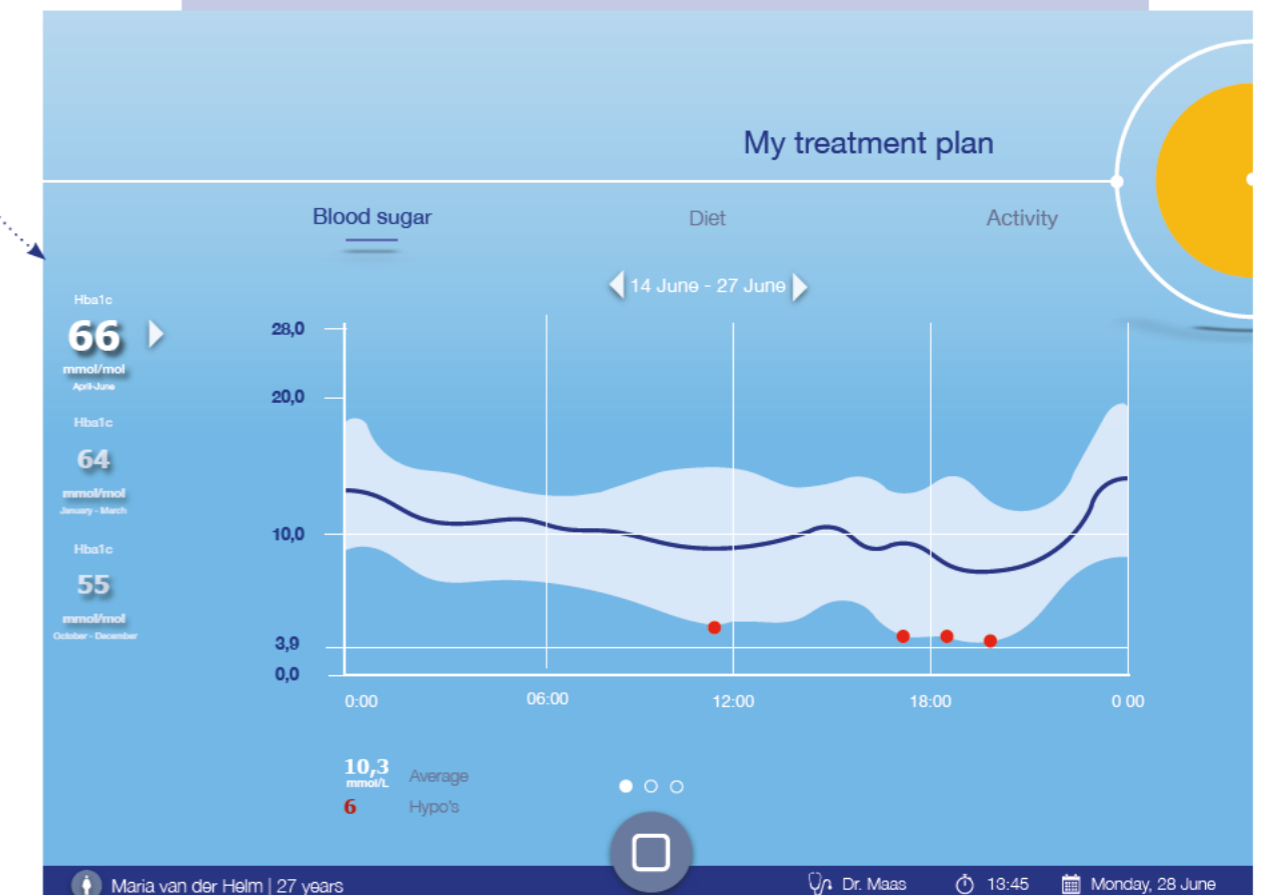 My treatment plan
Blood sugar
Diet
Activity
14 June - 27 June
Hba1c
66
mmol/mol
April-June
Hba1c
64
mmol/mol
January - March
Hba1c
55
mmol/mol
October - December
28,0
20,0
10,0
3,9
0,0
0:00
06:00
12:00
18:00
0 00
10,3
mmol/L
Average
6
Hypo's
Maria van der Helm | 27 years
Dr. Maas
13:45
Monday, 28 June